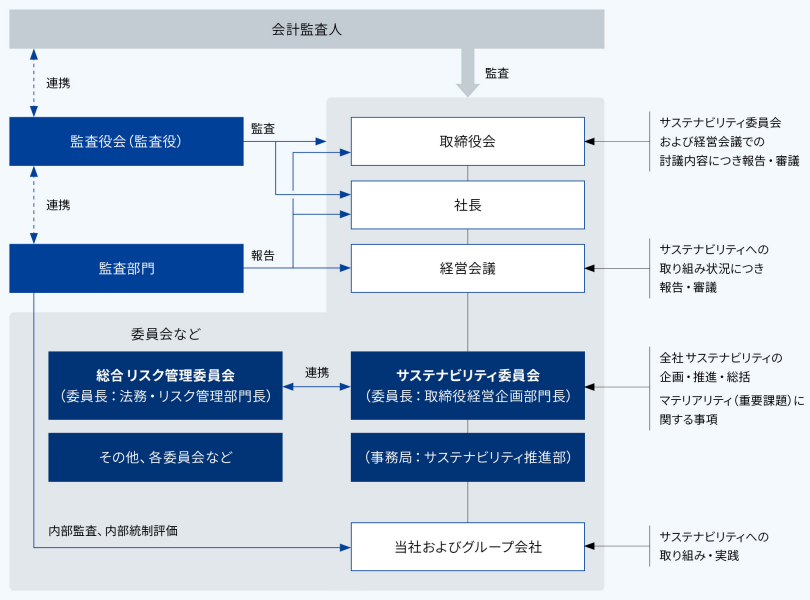 会計監査人
連携
監査
監査役会（監査役）
監査
取締役会
サステナビリティ委員会
および経営会議での
討議内容につき報告・審議
連携
社長
監査部門
報告
経営会議
サステナビリティへの
取り組み状況につき
報告・審議
委員会など
総合リスク管理委員会
（委員長：法務・リスク管理部門長）
連携
サステナビリティ委員会
（委員長：取締役経営企画部門長）
全社サステナビリティの
企画・推進・総括
マテリアリティ（重要課題）に
関する事項
その他、各委員会など
（事務局：サステナビリティ推進部）
内部監査、内部統制評価
当社およびグループ会社
サステナビリティへの
取り組み・実践